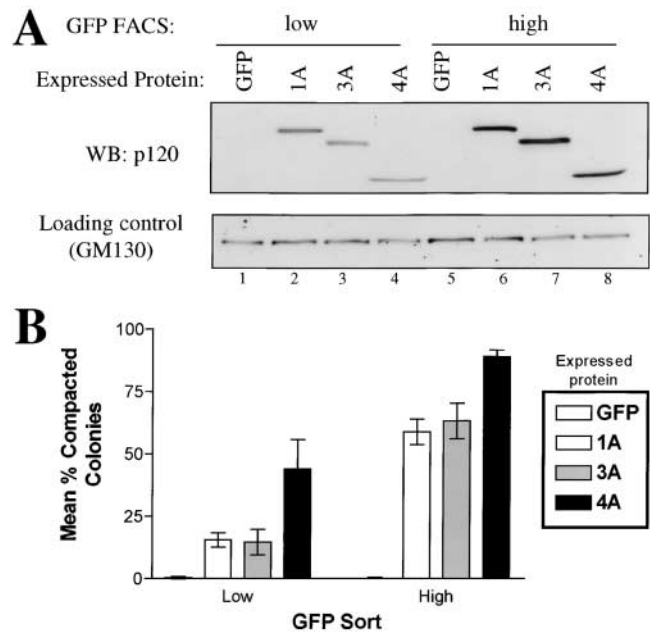 A
GFP FACS: low high
Expressed Protein: GFP 1A 3A 4A GFP 1A 3A 4A
WB: p120
Loading control
(GM130)
1 2 3 4 5 6 7 8
B
Mean % Compacted
Colonies
100
75
50
25
0
Low High
GFP Sort
Expressed
protein
GFP
1A
3A
4A